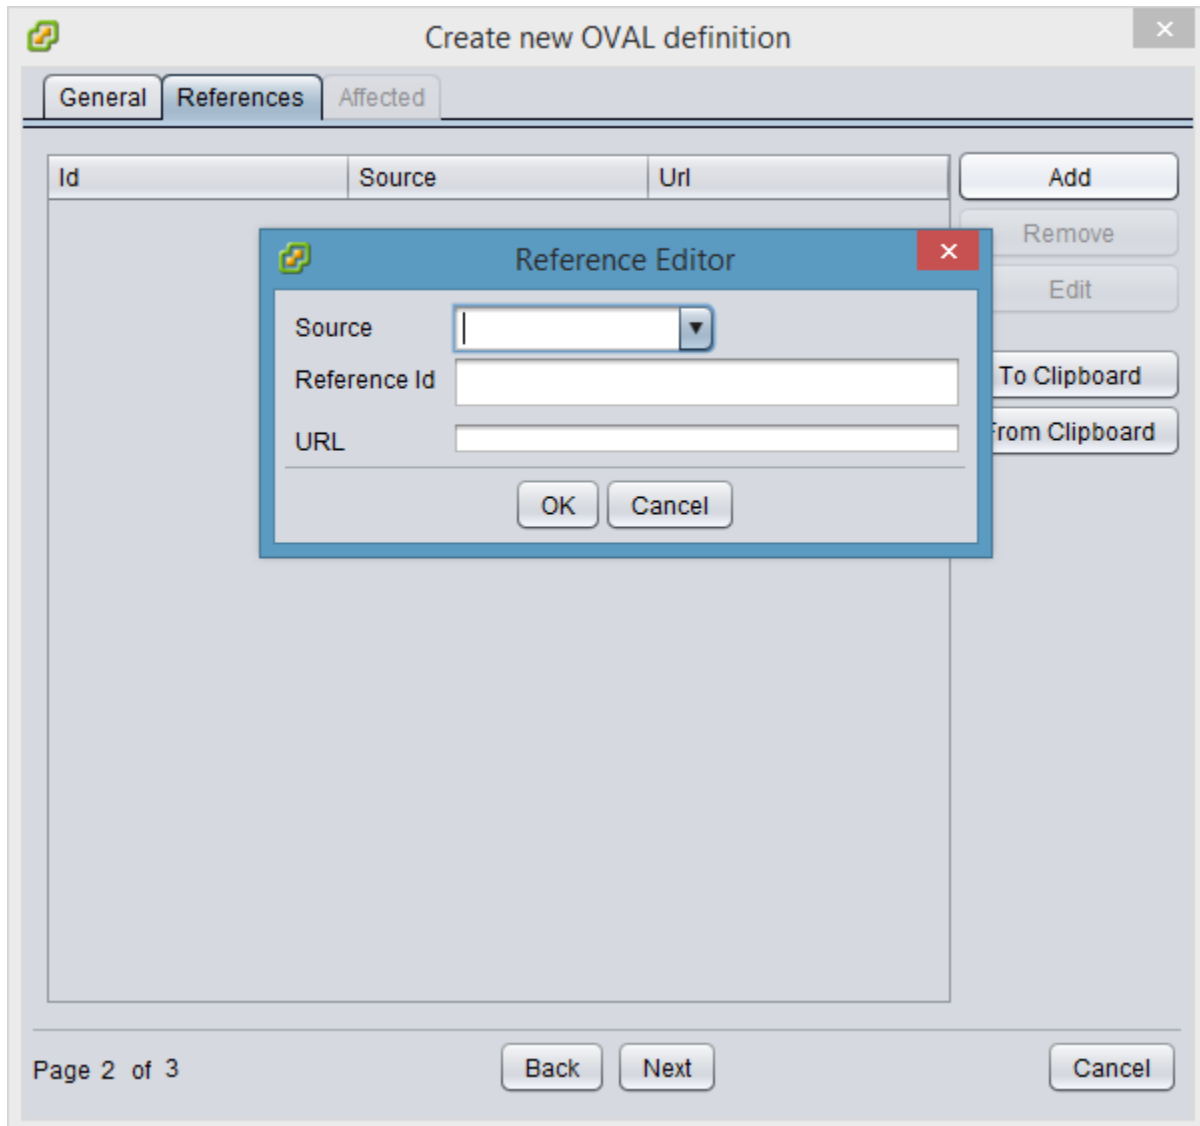 Create new OVAL definition
General References Affected
Id Source Url Add
Remove
Reference Editor
Edit
Source
Reference Id
To Clipboard
URL
From Clipboard
OK Cancel
Page 2 of 3 Back Next Cancel